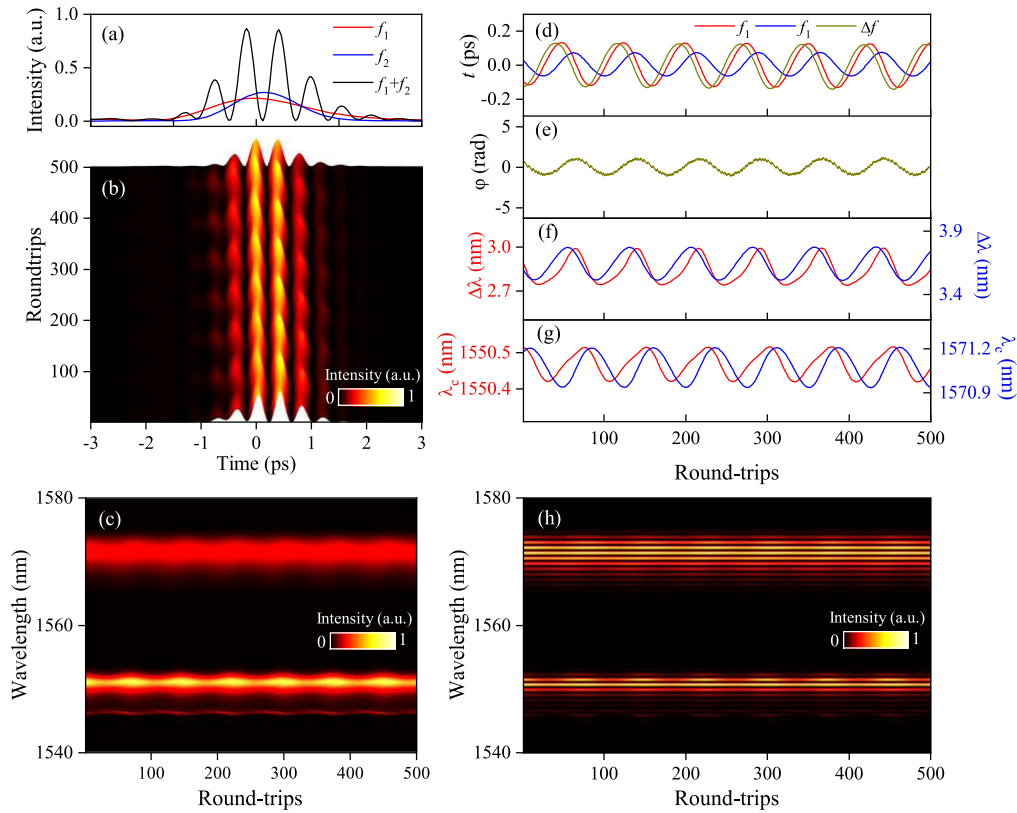 (a)
f1
f2
f1+f2
Intensity (a.u.)
1.0
0.5
0.0
(b)
Roundtrips
500
400
300
200
100
Intensity (a.u.)
0 1
-3 -2 -1 0 1 2 3
Time (ps)
(c)
Wavelength (nm)
1580
1570
1560
1550
1540
Intensity (a.u.)
0 1
100 200 300 400 500
Round-trips
(d)
f1 f1 Δf
t (ps)
0.2
0.0
-0.2
(e)
φ (rad)
5
0
-5
(f)
Δλ (nm)
3.0
2.7
3.9
3.4
Δλ (nm)
(g)
λc (nm)
1550.5
1550.4
1571.2
1570.9
λc (nm)
100 200 300 400 500
Round-trips
(h)
Wavelength (nm)
1580
1560
1540
Intensity (a.u.)
0 1
100 200 300 400 500
Round-trips